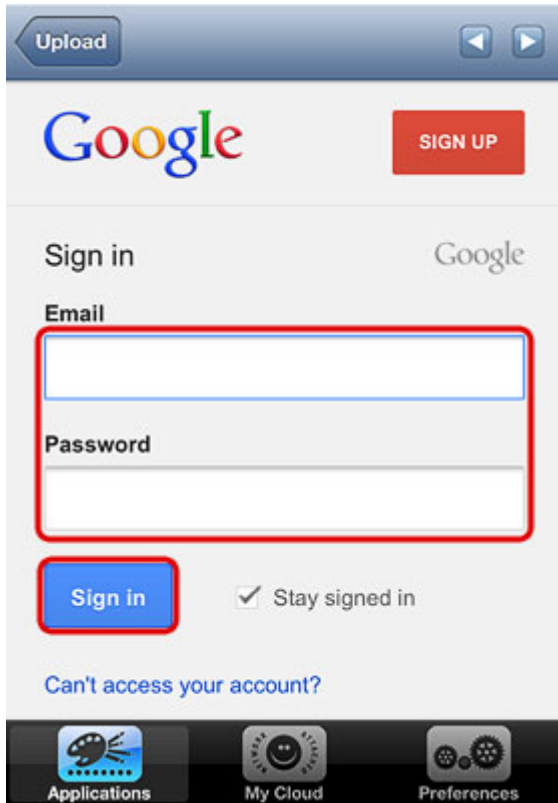 Upload
Google
SIGN UP
Sign in
Google
Email
Password
Sign in
Stay signed in
Can't access your account?
Applications
My Cloud
Preferences